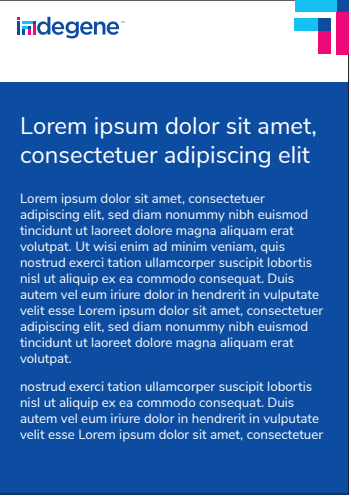 indegene™
Lorem ipsum dolor sit amet,
consectetuer adipiscing elit
Lorem ipsum dolor sit amet, consectetuer
adipiscing elit, sed diam nonummy nibh euismod
tincidunt ut laoreet dolore magna aliquam erat
volutpat. Ut wisi enim ad minim veniam, quis
nostrud exerci tation ullamcorper suscipit lobortis
nisl ut aliquip ex ea commodo consequat. Duis
autem vel eum iriure dolor in hendrerit in vulputate
velit esse Lorem ipsum dolor sit amet, consectetuer
adipiscing elit, sed diam nonummy nibh euismod
tincidunt ut laoreet dolore magna aliquam erat
volutpat.
nostrud exerci tation ullamcorper suscipit lobortis
nisl ut aliquip ex ea commodo consequat. Duis
autem vel eum iriure dolor in hendrerit in vulputate
velit esse Lorem ipsum dolor sit amet, consectetuer